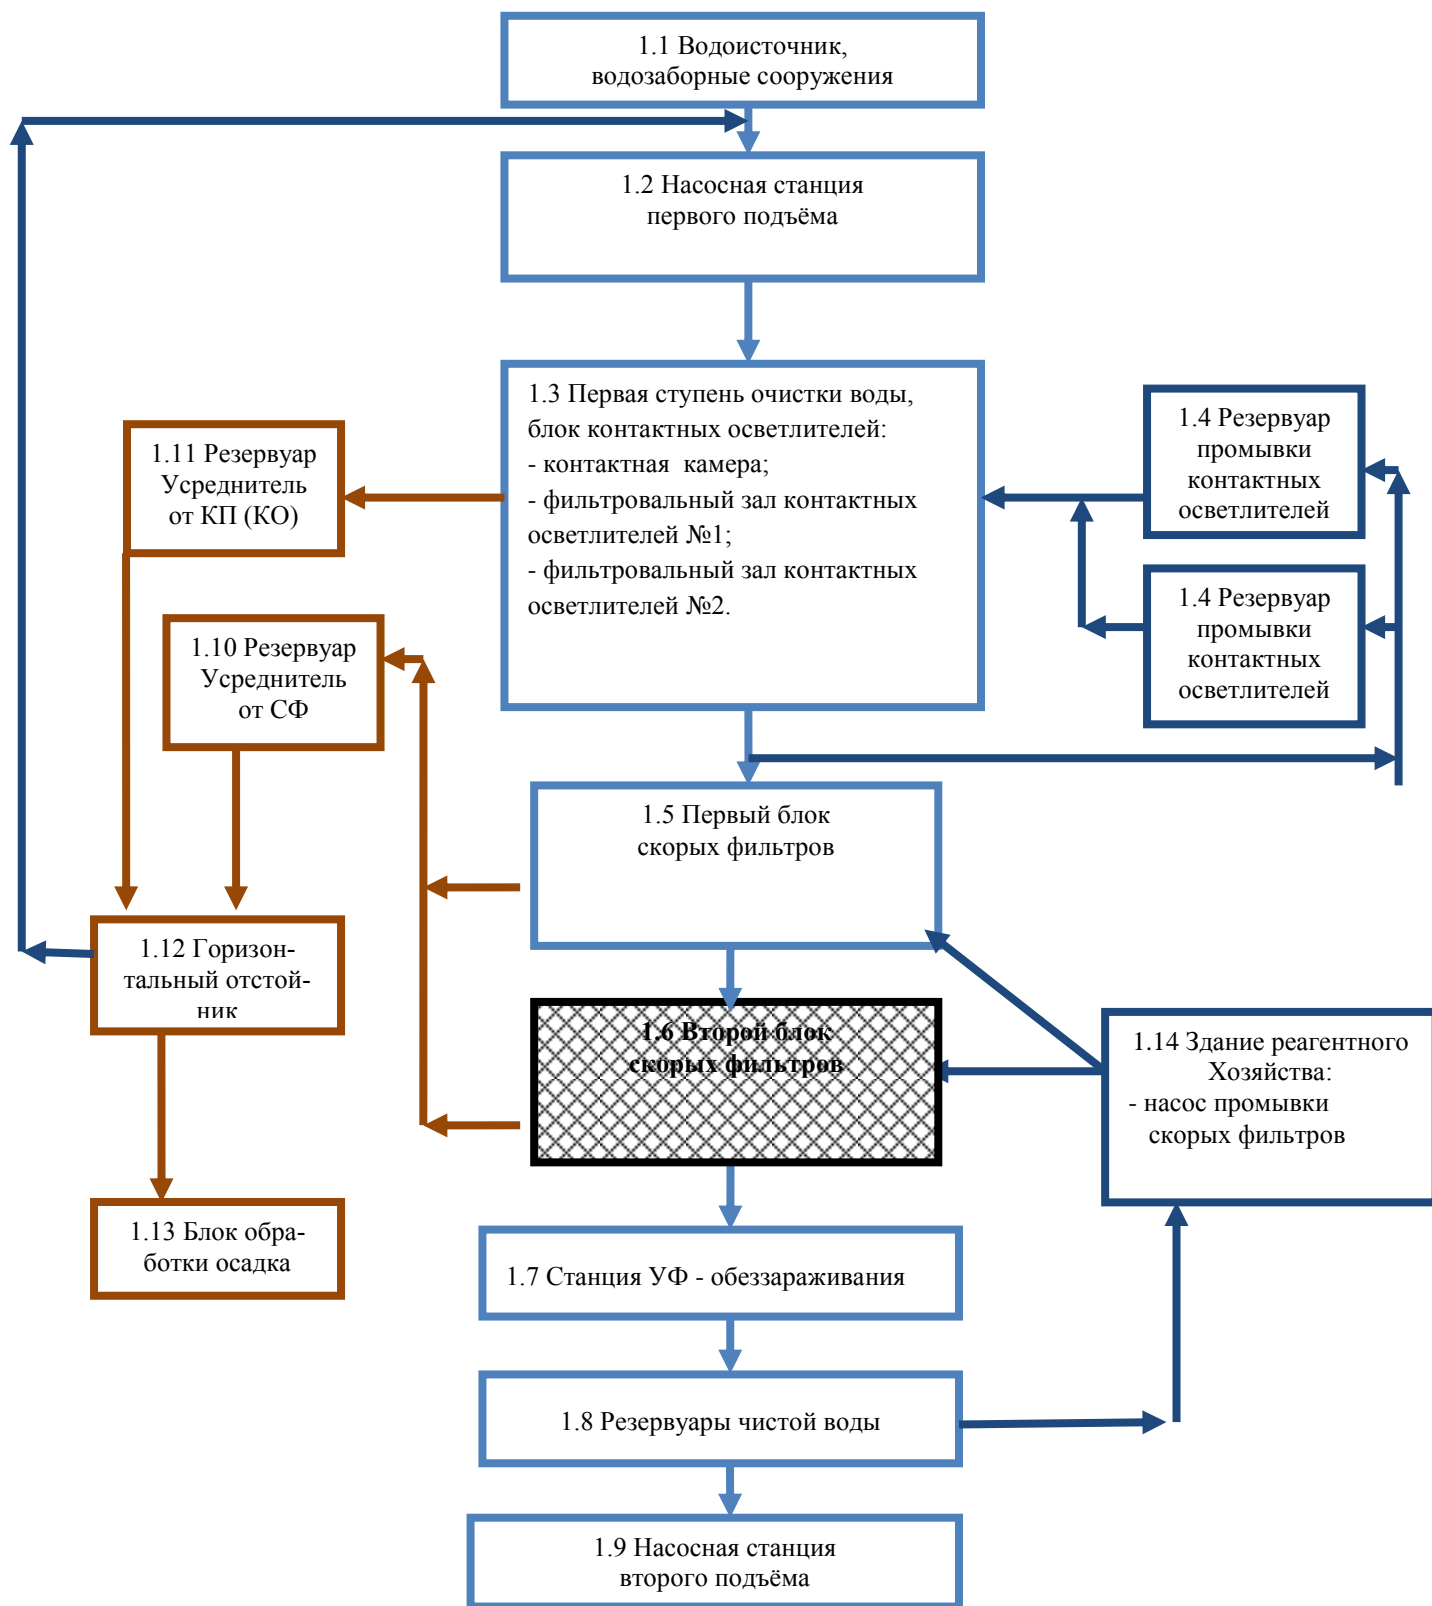 1.1 Водоисточник,
водозаборные сооружения
1.2 Насосная станция
первого подъёма
1.3 Первая ступень очистки воды,
блок контактных осветлителей:
- контактная камера;
- фильтровальный зал контактных
осветлителей №1;
- фильтровальный зал контактных
осветлителей №2.
1.4 Резервуар
промывки
контактных
осветлителей
1.4 Резервуар
промывки
контактных
осветлителей
1.11 Резервуар
Усреднитель
от КП (КО)
1.10 Резервуар
Усреднитель
от СФ
1.5 Первый блок
скорых фильтров
1.12 Горизон-
тальный отстой-
ник
1.6 Второй блок
скорых фильтров
1.14 Здание реагентного
Хозяйства:
- насос промывки
скорых фильтров
1.13 Блок обра-
ботки осадка
1.7 Станция УФ - обеззараживания
1.8 Резервуары чистой воды
1.9 Насосная станция
второго подъёма